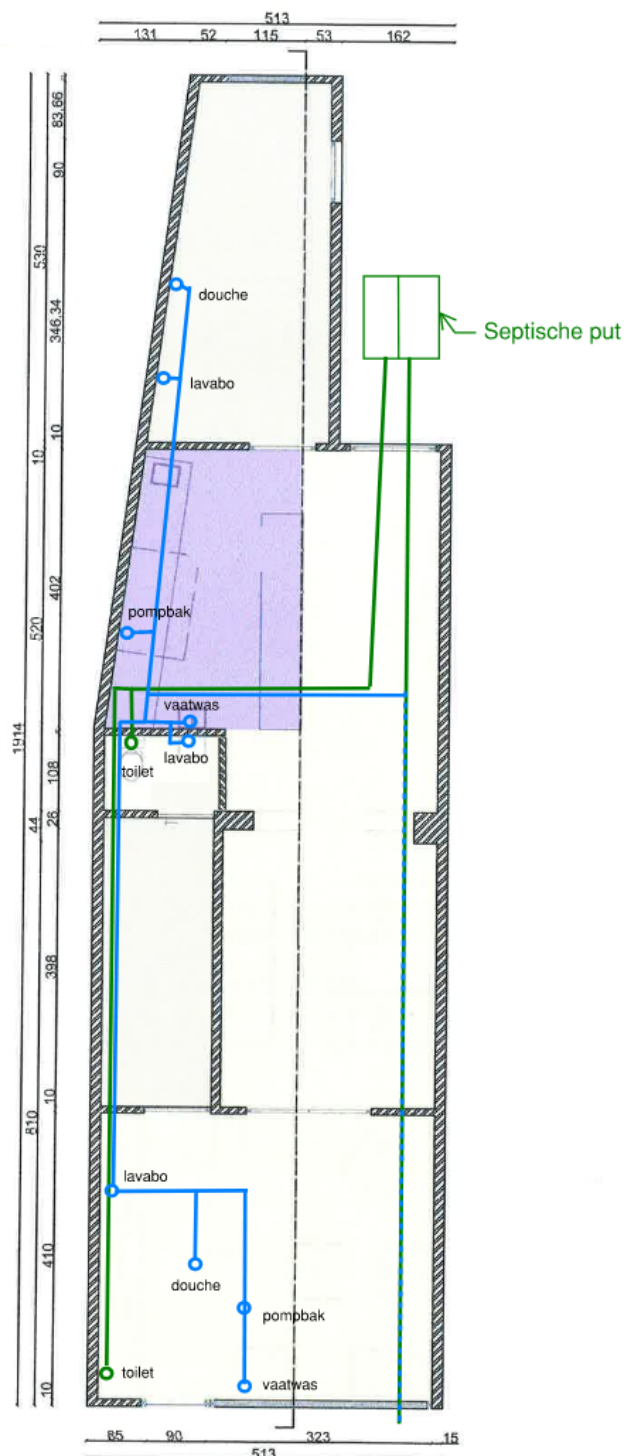 513
131 52 115 53 162
83.66
90
530
346.34
douche
Septische put
lavabo
10
10
402
520
pompbak
vaatwas
lavabo
toilet
1914
108
44
26
398
10
810
lavabo
410
douche
pompbak
toilet
vaatwas
10
85 90 323 15
513